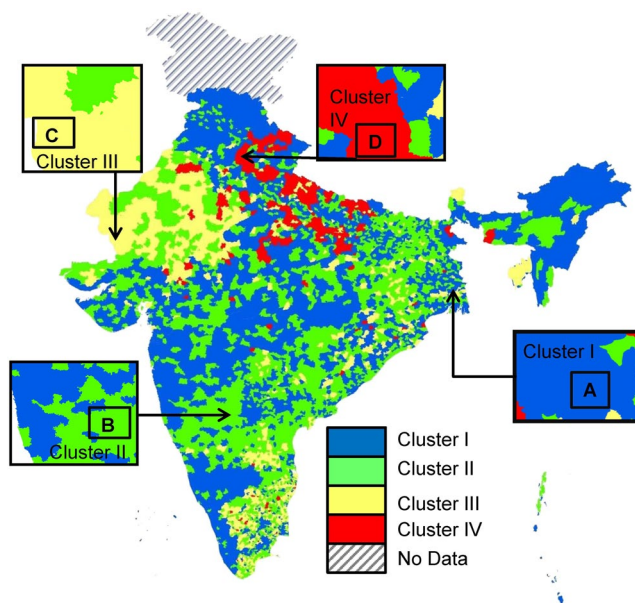 Cluster
IV
D
C
Cluster III
Cluster I
A
B
Cluster II
Cluster I
Cluster II
Cluster III
Cluster IV
No Data